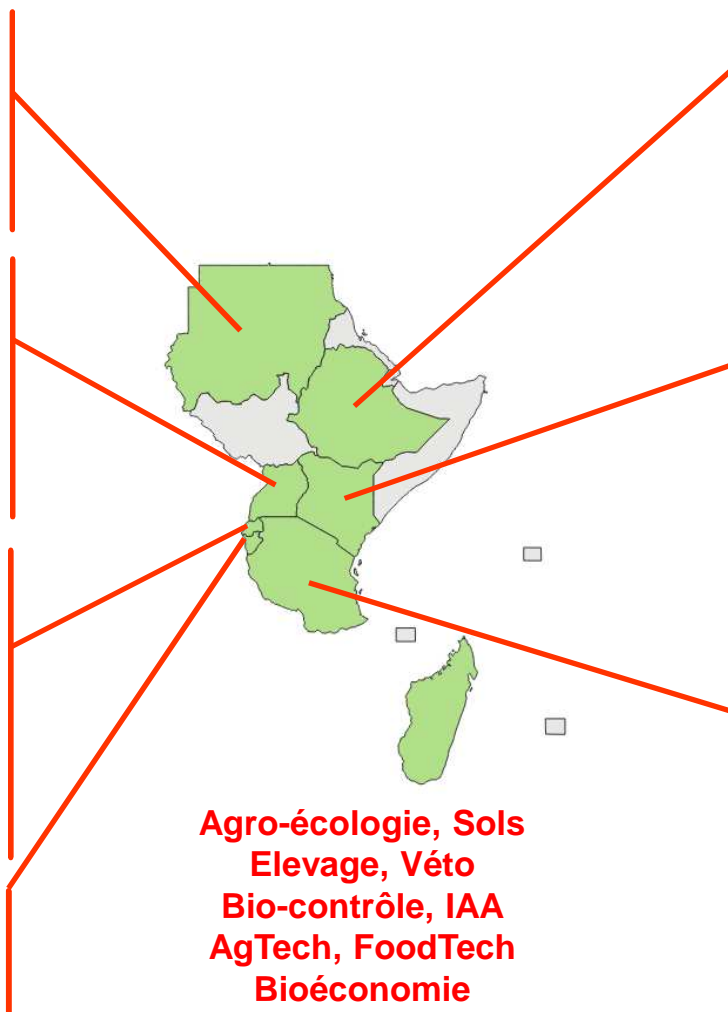 Agro-écologie, Sols
Elevage, Véto
Bio-contrôle, IAA
AgTech, FoodTech
Bioéconomie